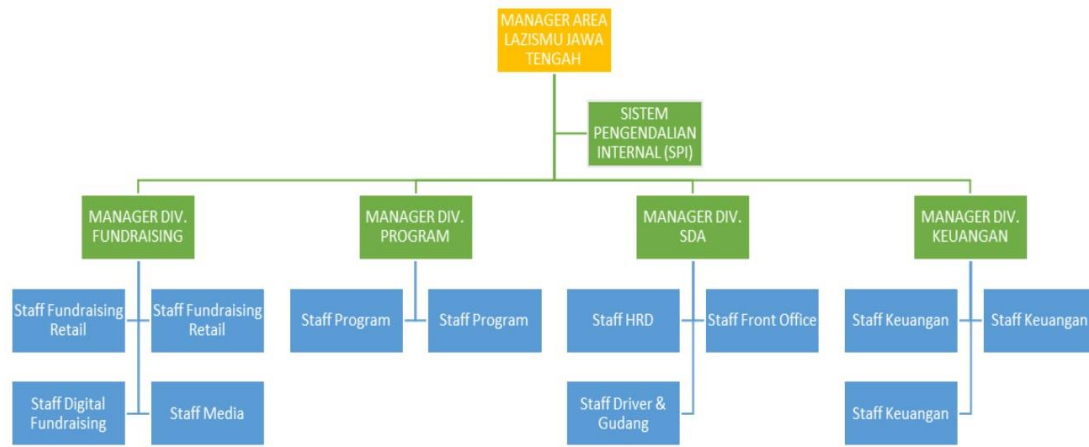 MANAGER AREA
LAZISMU JAWA
TENGAH
SISTEM
PENGENDALIAN
INTERNAL (SPI)
MANAGER DIV.
FUNDRAISING
MANAGER DIV.
PROGRAM
MANAGER DIV.
SDA
MANAGER DIV.
KEUANGAN
Staff Fundraising
Retail
Staff Fundraising
Retail
Staff Program
Staff Program
Staff HRD
Staff Front Office
Staff Keuangan
Staff Keuangan
Staff Digital
Fundraising
Staff Media
Staff Driver &
Gudang
Staff Keuangan